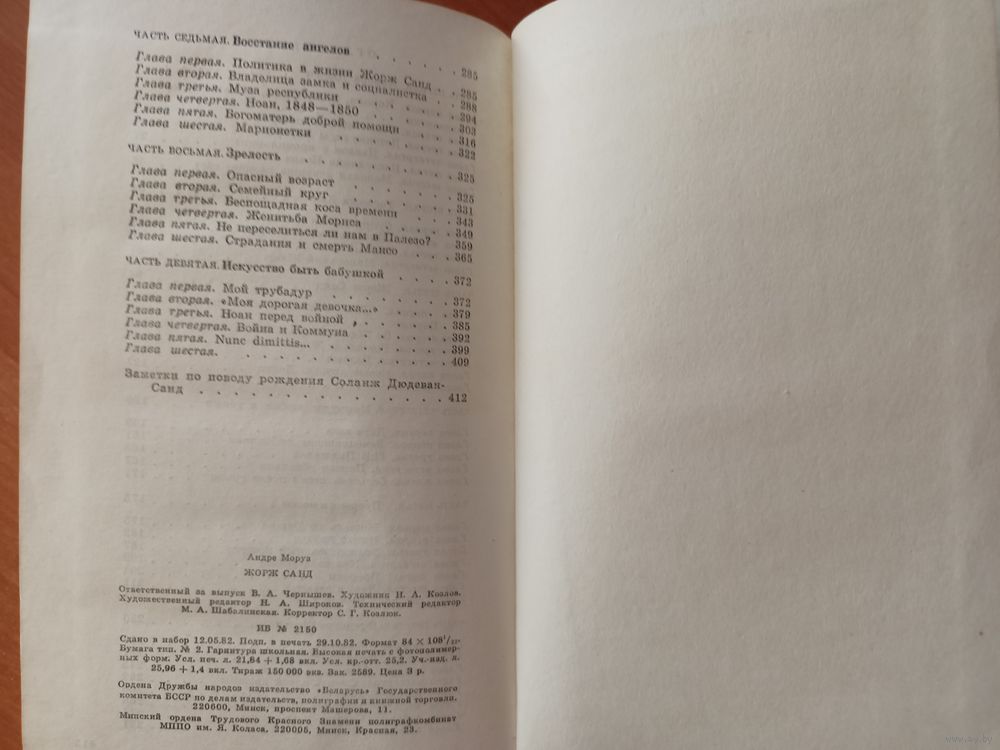 ЧАСТЬ СЕДЬМАЯ. Восстание ангелов . . . . . . 285
Глава первая. Политика в жизни Жорж Санд . . 285
Глава вторая. Владелица замка и социалистка . . 288
Глава третья. Муза республики . . . . . . 294
Глава четвертая. Ноан, 1848—1850 . . . . . . 303
Глава пятая. Богоматерь доброй помощи . . . . 316
Глава шестая. Марионетки . . . . . . . 322
ЧАСТЬ ВОСЬМАЯ. Зрелость . . . . . . . . 325
Глава первая. Опасный возраст . . . . . . 325
Глава вторая. Семейный круг . . . . . . 331
Глава третья. Беспощадная коса времени . . . 343
Глава четвертая. Женитьба Мориса . . . . . 349
Глава пятая. Не переселиться ли нам в Палезо? 359
Глава шестая. Страдания и смерть Мансо . . . 365
ЧАСТЬ ДЕВЯТАЯ. Искусство быть бабушкой . . . . 372
Глава первая. Мой трубадур . . . . . . . 372
Глава вторая. «Моя дорогая девочка...» . . . . 379
Глава третья. Ноан перед войной . . . . . . 385
Глава четвертая. Война и Коммуна . . . . . 392
Глава пятая. Nunc dimittis... . . . . . . . 399
Глава шестая. . . . . . . . . . . 409
Заметки по поводу рождения Соланж Дюдеван-
Санд . . . . . . . . . . . . . . 412
Андре Моруа
ЖОРЖ САНД
Ответственный за выпуск В. А. Чернышев. Художник Н. А. Козлов.
Художественный редактор Н. А. Широков. Технический редактор
М. А. Шабалинская. Корректор С. Г. Козлюк.
ИБ № 2150
Сдано в набор 12.05.82. Подп. в печать 29.10.82. Формат 84 × 108¹/₃₂.
Бумага тип. № 2. Гарнитура школьная. Высокая печать с фотополимер-
ных форм. Усл. печ. л. 21,84 + 1,68 вкл. Усл. кр.-отт. 25,2. Уч.-изд. л.
25,96 + 1,4 вкл. Тираж 150 000 экз. Зак. 2589. Цена 3 р.
Ордена Дружбы народов издательство «Беларусь» Государственного
комитета БССР по делам издательств, полиграфии и книжной торговли.
220600, Минск, проспект Машерова, 11.
Минский ордена Трудового Красного Знамени полиграфкомбинат
МППО им. Я. Коласа. 220005, Минск, Красная, 23.